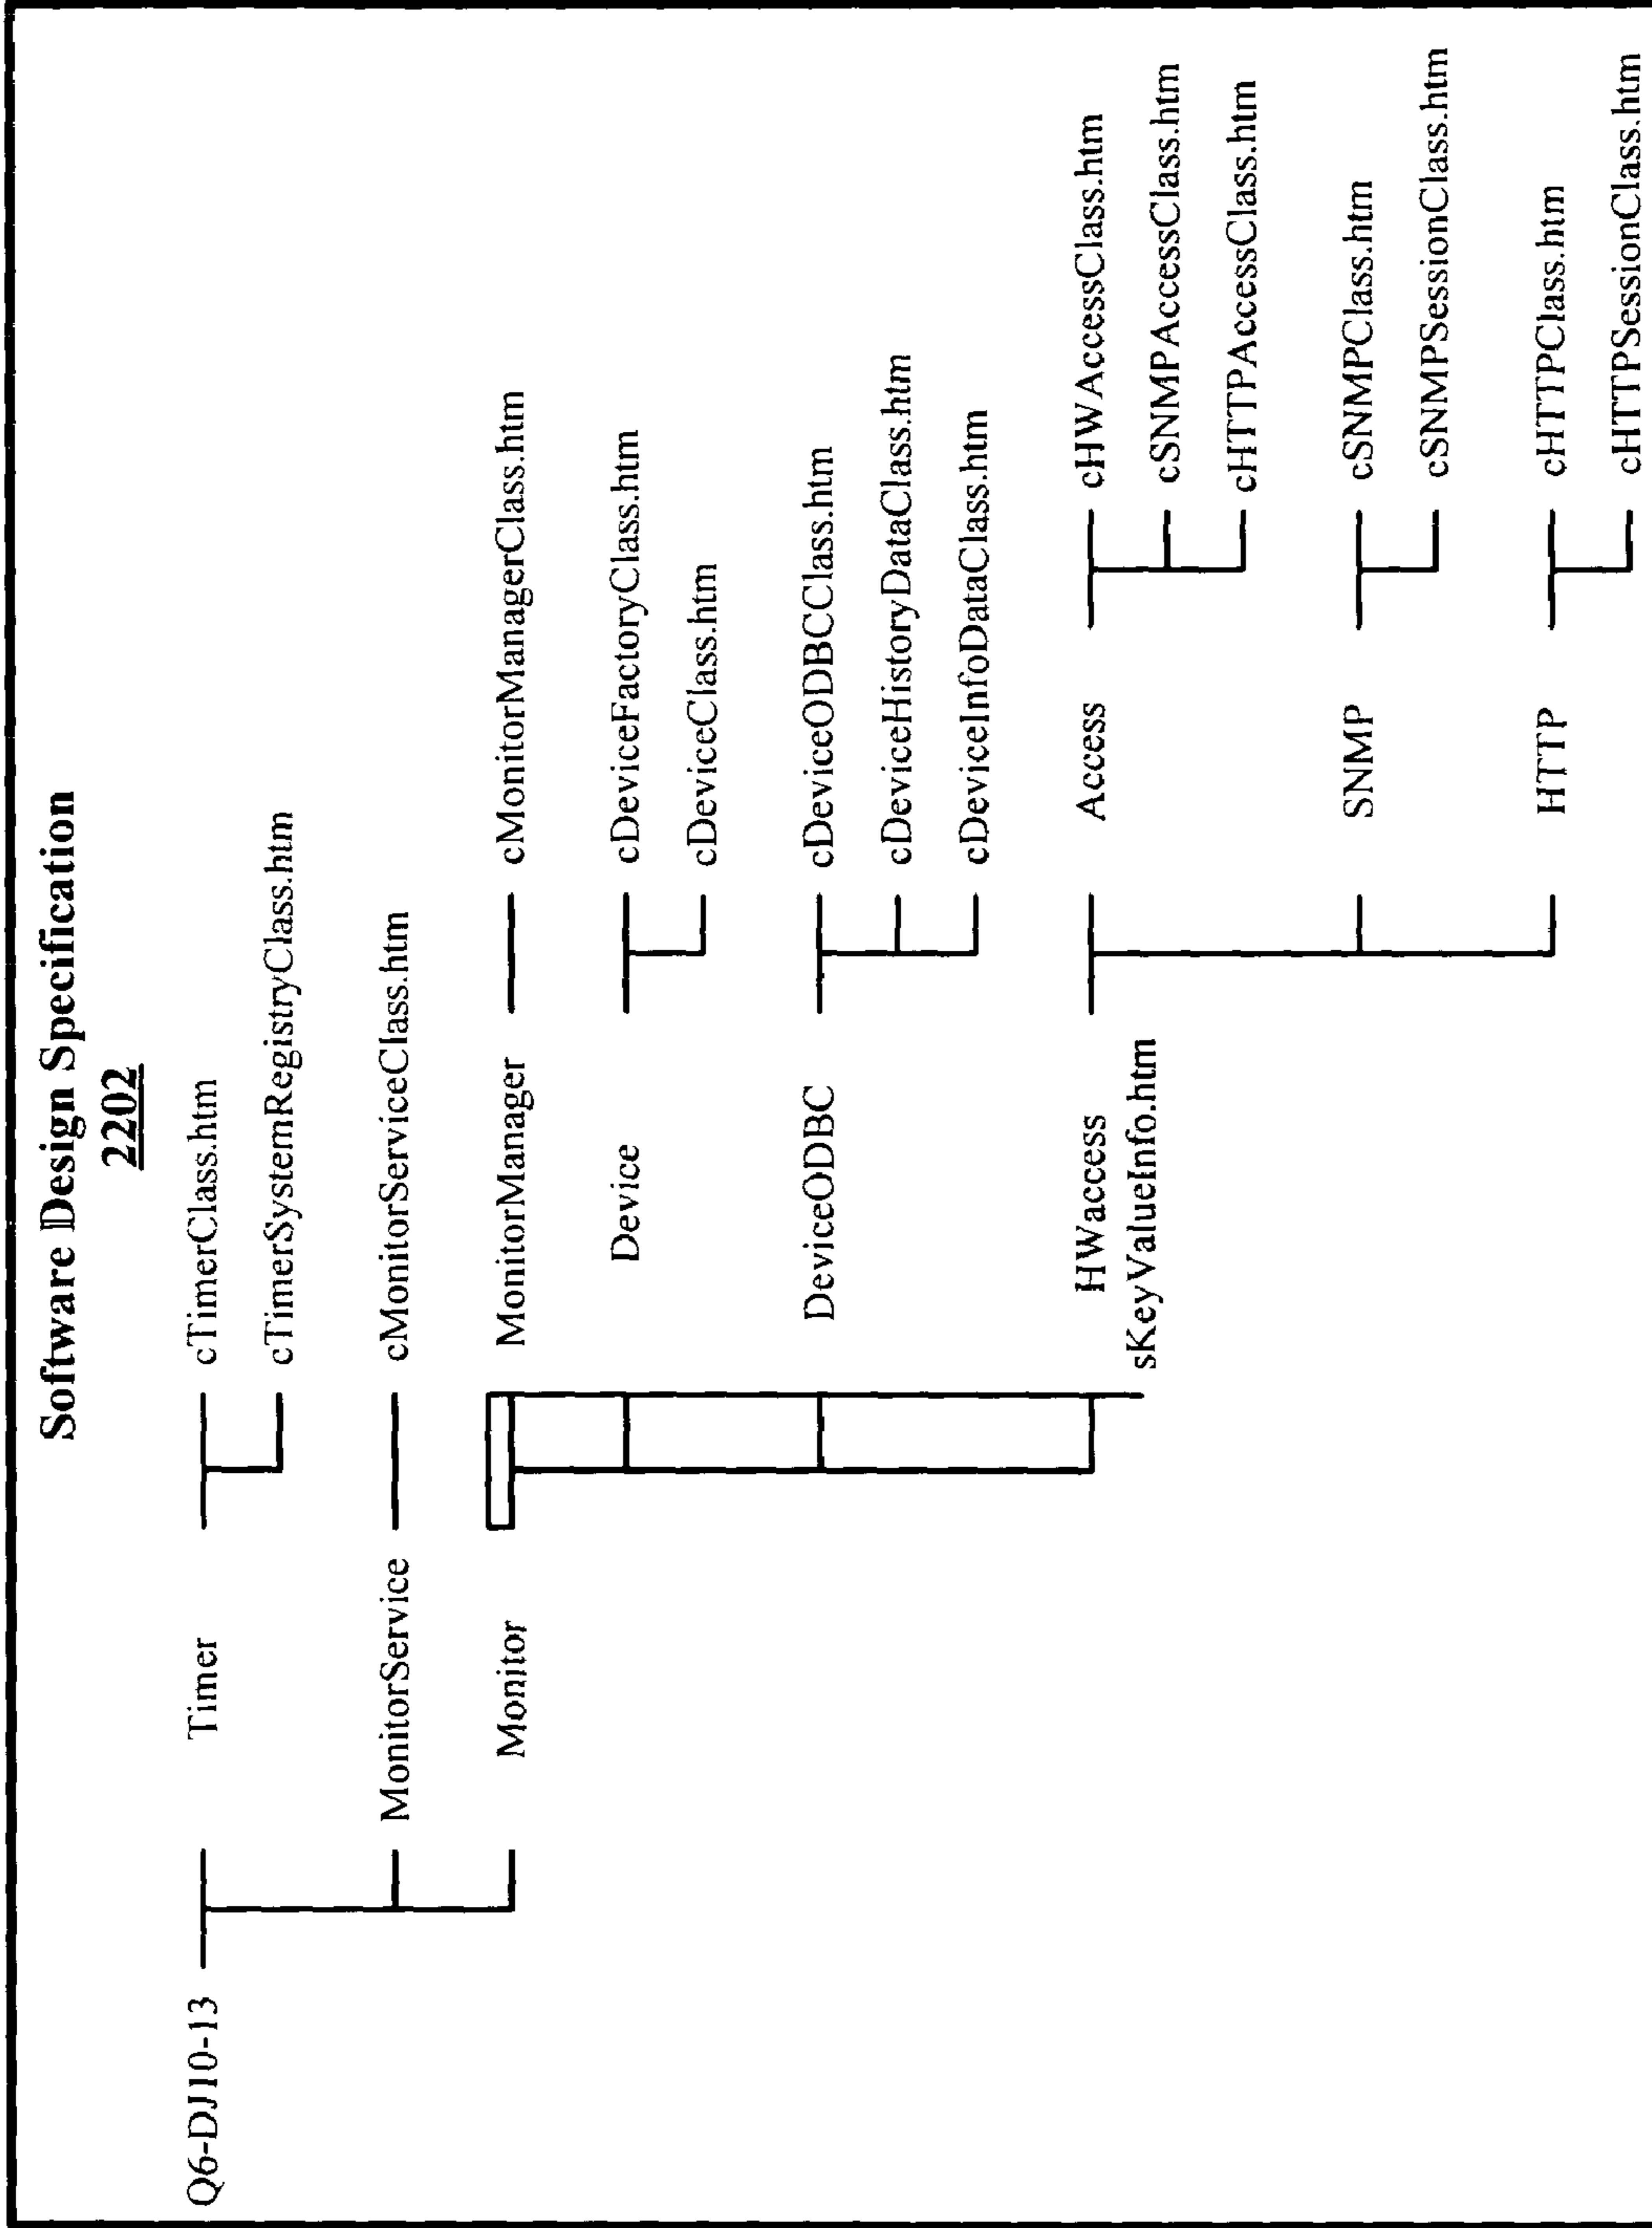 Software Design Specification
2202
Q6-DJ10-13 Timer cTimerClass.htm
cTimerSystemRegistryClass.htm
MonitorService cMonitorServiceClass.htm
Monitor MonitorManager cMonitorManagerClass.htm
Device cDeviceFactoryClass.htm
cDeviceClass.htm
DeviceODBC cDeviceODBCClass.htm
cDeviceHistoryDataClass.htm
cDeviceInfoDataClass.htm
HWaccess Access cHWAccessClass.htm
sKeyValueInfo.htm
cSNMPAccessClass.htm
cHTTPAccessClass.htm
SNMP cSNMPClass.htm
cSNMPSessionClass.htm
HTTP cHTTPClass.htm
cHTTPSessionClass.htm